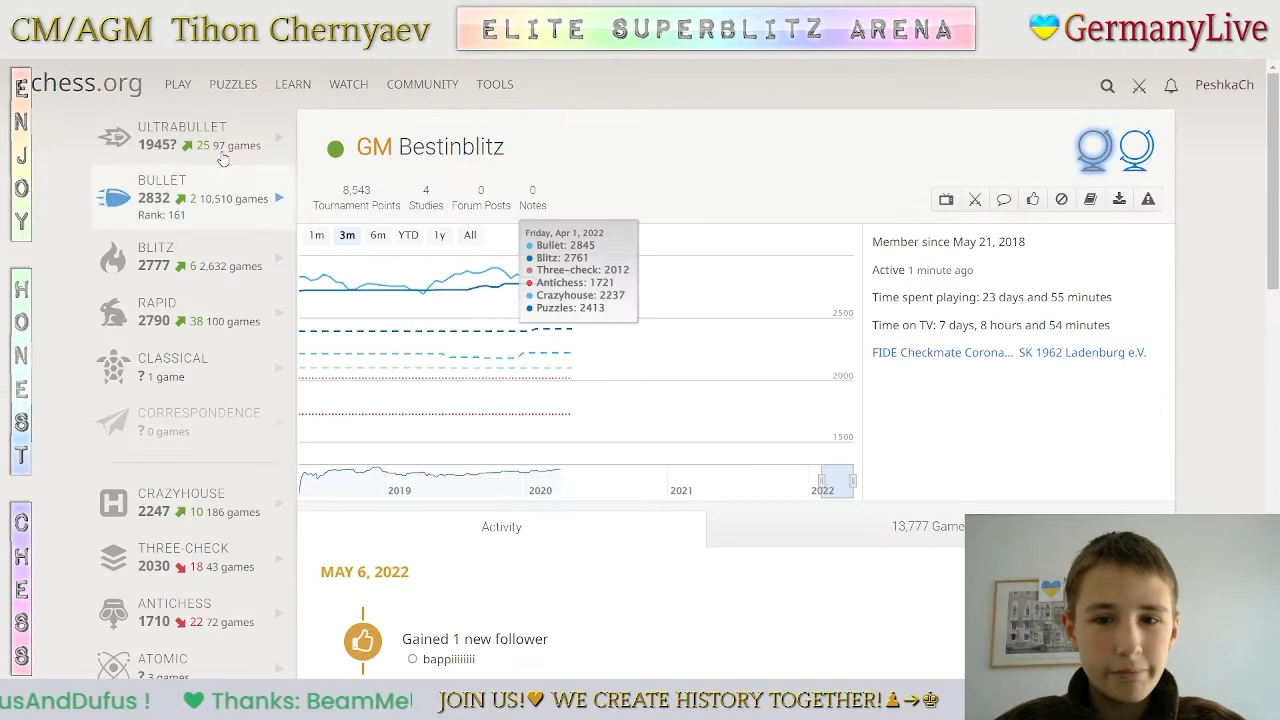 CM/AGM Tihon Chernyaev
ELITE SUPERBLITZ ARENA
GermanyLive
ENJOY
HONEST
CHESS
chess.org
PLAY
PUZZLES
LEARN
WATCH
COMMUNITY
TOOLS
PeshkaCh
ULTRABULLET
1945? 25 97 games
BULLET
2832 2 10,510 games
Rank: 161
BLITZ
2777 6 2,632 games
RAPID
2790 38 100 games
CLASSICAL
? 1 game
CORRESPONDENCE
? 0 games
CRAZYHOUSE
2247 10 186 games
THREE-CHECK
2030 18 43 games
ANTICHESS
1710 22 72 games
ATOMIC
? 3 games
GM Bestinblitz
8,543 4 0 0
Tournament Points Studies Forum Posts Notes
1m 3m 6m YTD 1y All
Friday, Apr 1, 2022
Bullet: 2845
Blitz: 2761
Three-check: 2012
Antichess: 1721
Crazyhouse: 2237
Puzzles: 2413
2500
2000
1500
2019 2020 2021 2022
Member since May 21, 2018
Active 1 minute ago
Time spent playing: 23 days and 55 minutes
Time on TV: 7 days, 8 hours and 54 minutes
FIDE Checkmate Corona... SK 1962 Ladenburg e.V.
Activity
13,777 Game
MAY 6, 2022
Gained 1 new follower
bappiiiiiiii
usAndDufus ! Thanks: BeamMe
JOIN US! WE CREATE HISTORY TOGETHER!